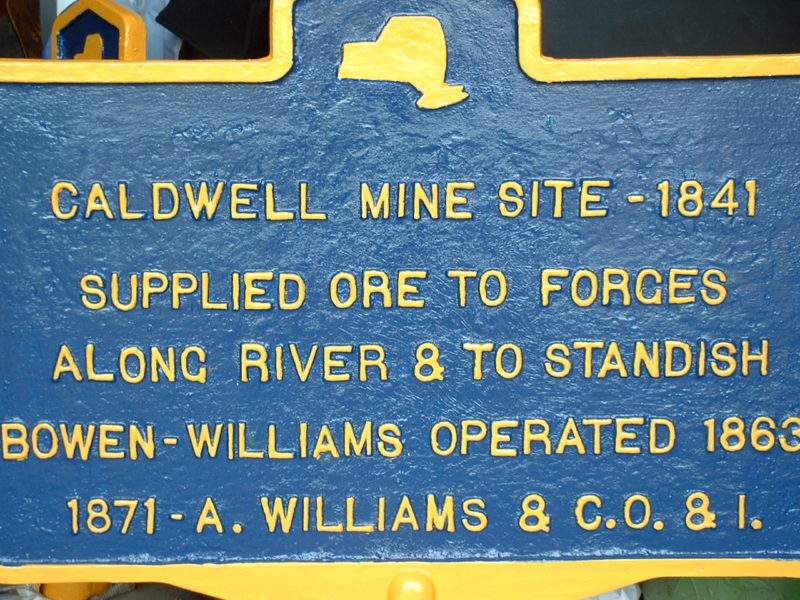 CALDWELL MINE SITE - 1841
SUPPLIED ORE TO FORGES
ALONG RIVER & TO STANDISH
BOWEN - WILLIAMS OPERATED 1863
1871 - A. WILLIAMS & C.O. & I.